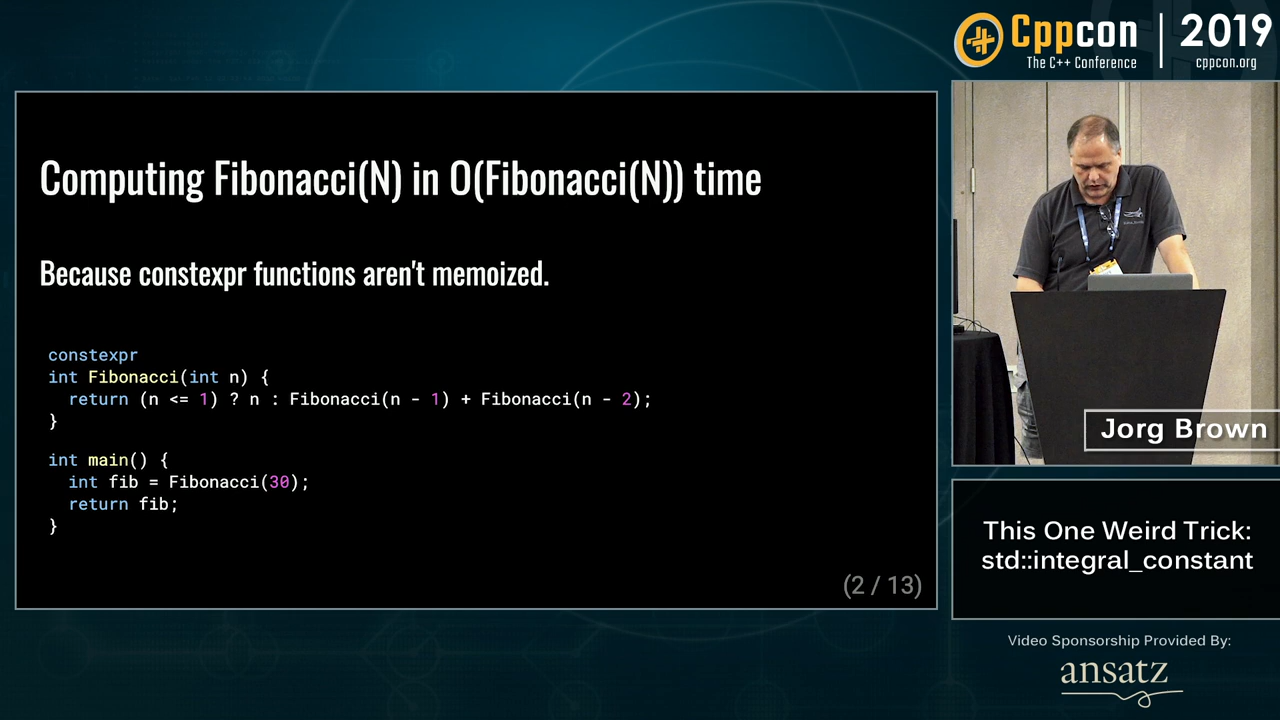 Cppcon
The C++ Conference
2019
cppcon.org
Computing Fibonacci(N) in O(Fibonacci(N)) time
Because constexpr functions aren't memoized.
constexpr
int Fibonacci(int n) {
  return (n <= 1) ? n : Fibonacci(n - 1) + Fibonacci(n - 2);
}
int main() {
  int fib = Fibonacci(30);
  return fib;
}
(2 / 13)
Jorg Brown
This One Weird Trick:
std::integral_constant
Video Sponsorship Provided By:
ansatz